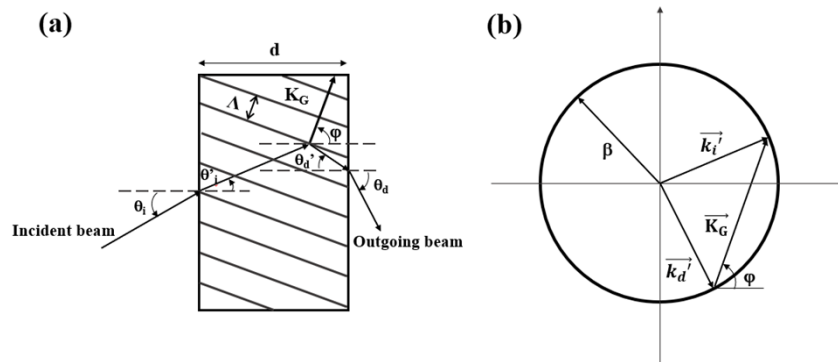 (a)
d
K_G
Λ
φ
θ_d'
θ'_i
θ_i
θ_d
Incident beam
Outgoing beam
(b)
β
k_i'
K_G
k_d'
φ